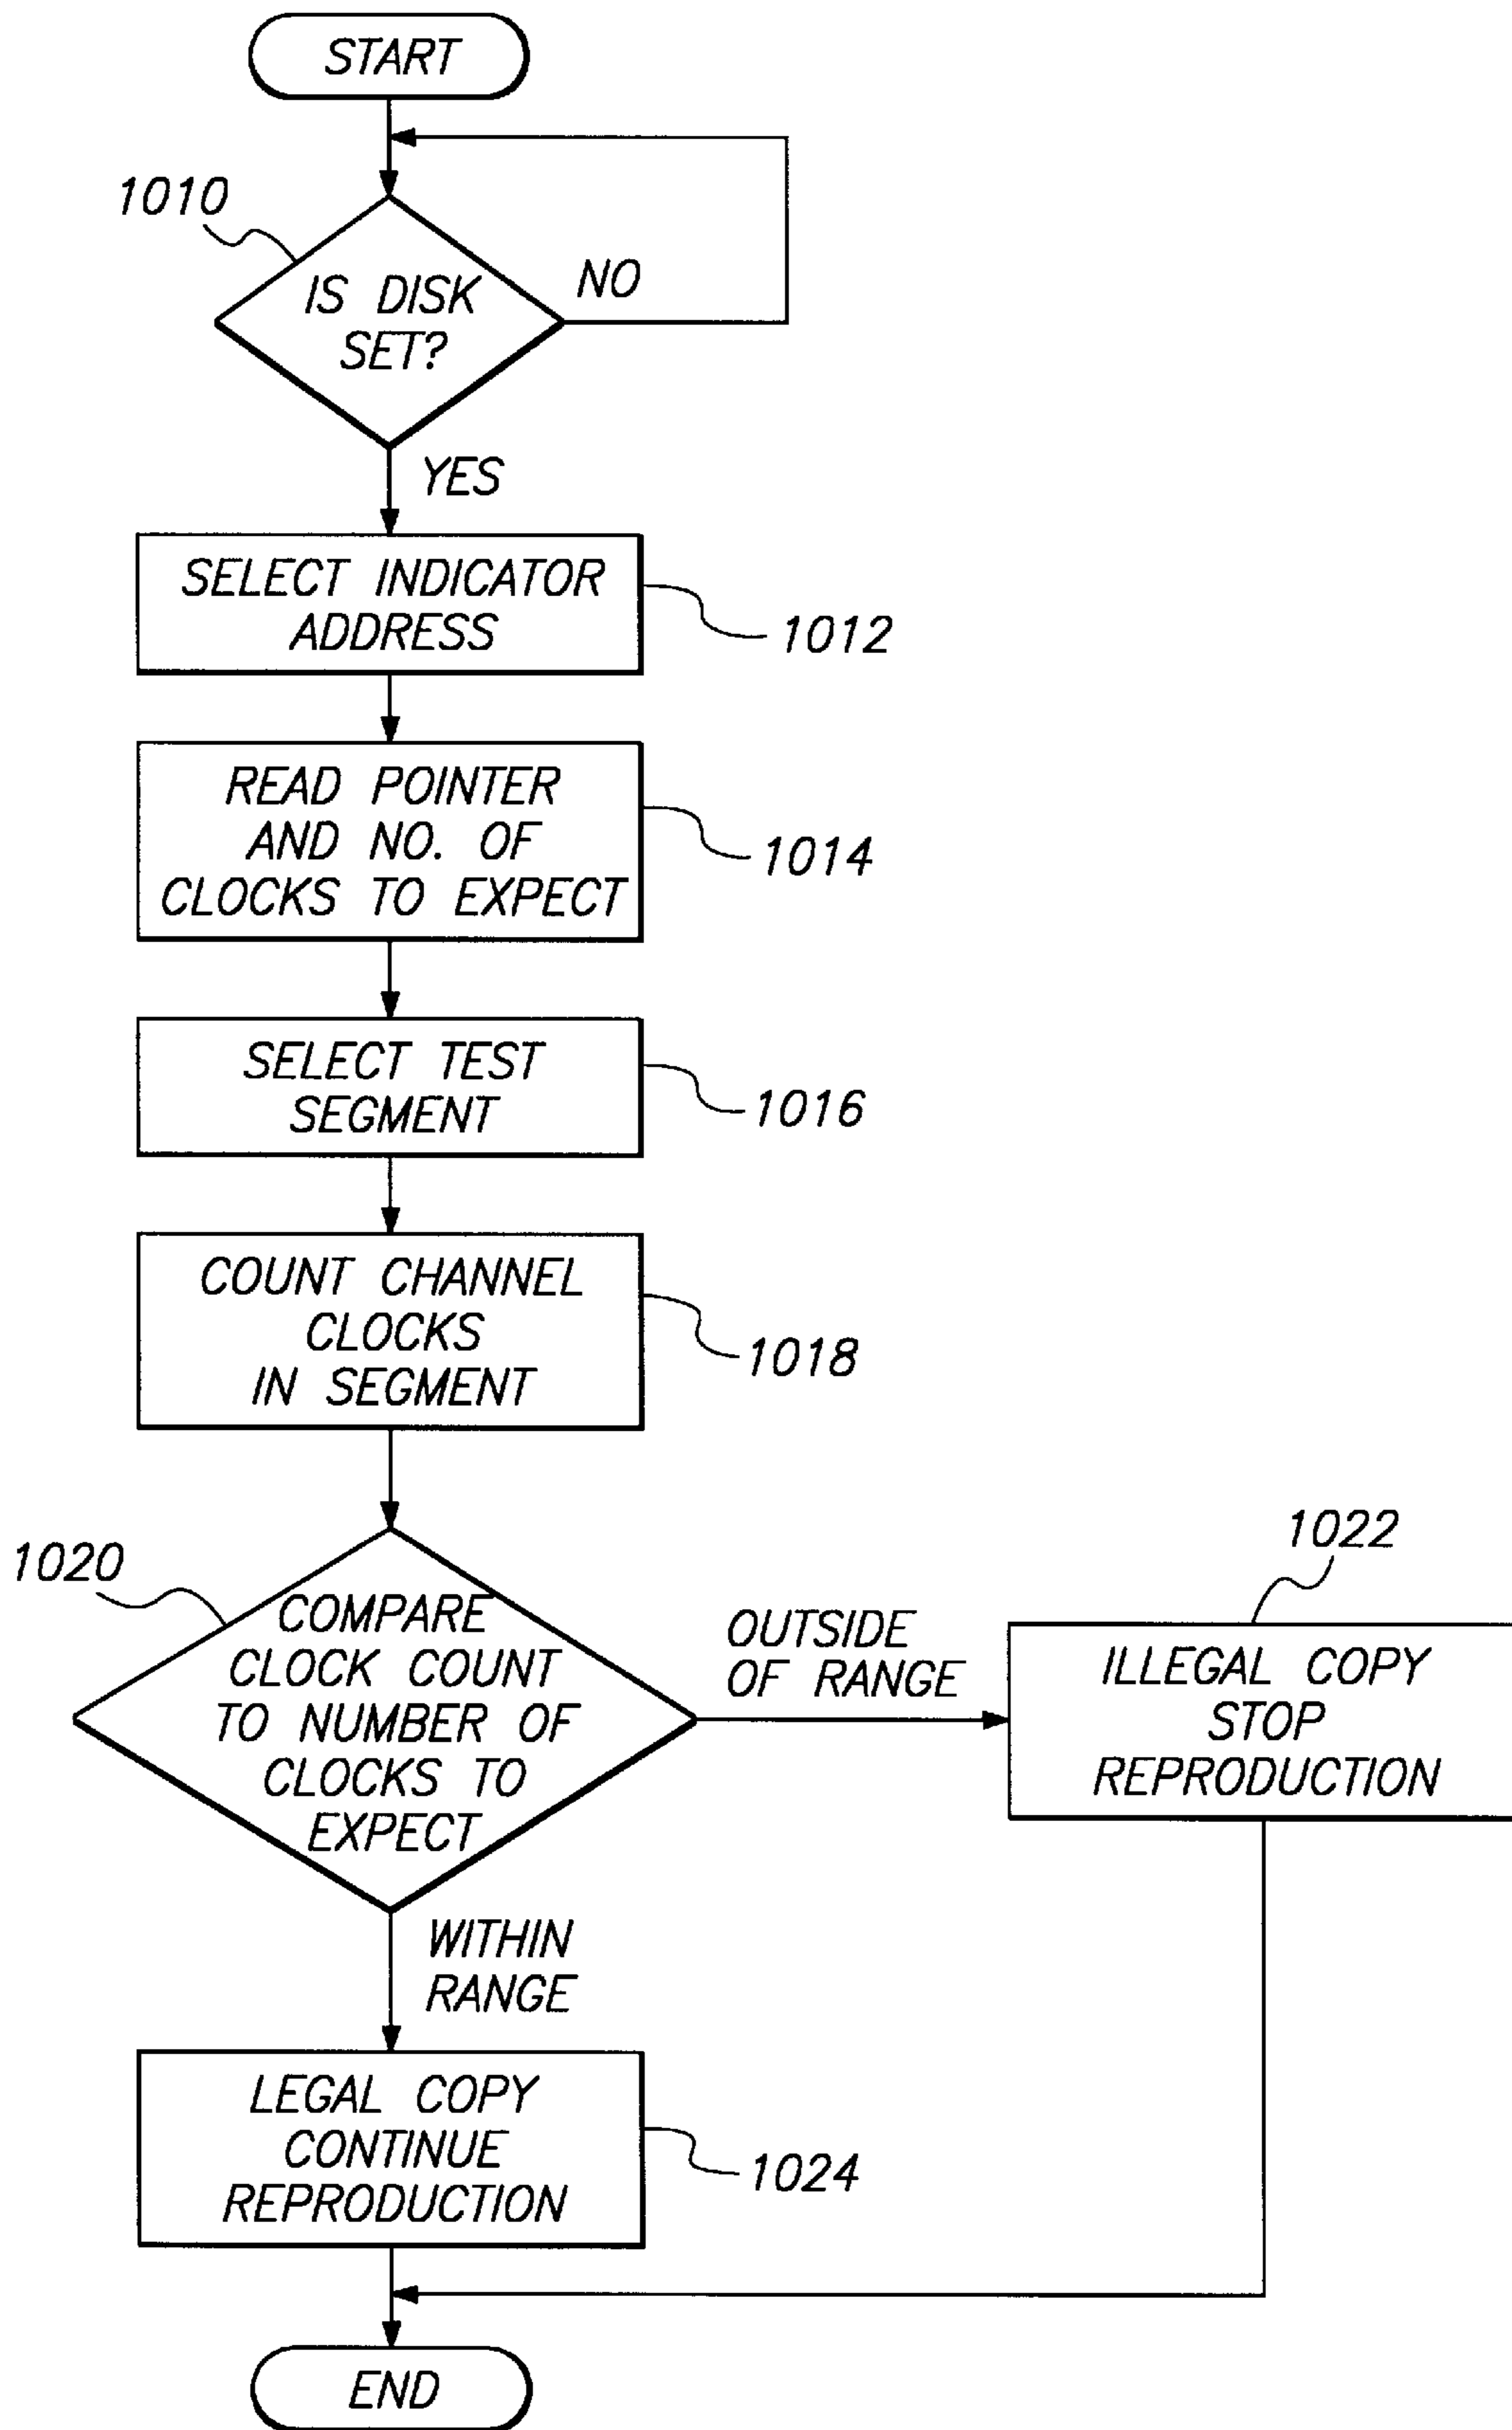 START
1010
IS DISK
SET?
NO
YES
SELECT INDICATOR
ADDRESS
1012
READ POINTER
AND NO. OF
CLOCKS TO EXPECT
1014
SELECT TEST
SEGMENT
1016
COUNT CHANNEL
CLOCKS
IN SEGMENT
1018
1020
COMPARE
CLOCK COUNT
TO NUMBER OF
CLOCKS TO
EXPECT
OUTSIDE
OF RANGE
1022
ILLEGAL COPY
STOP
REPRODUCTION
WITHIN
RANGE
LEGAL COPY
CONTINUE
REPRODUCTION
1024
END